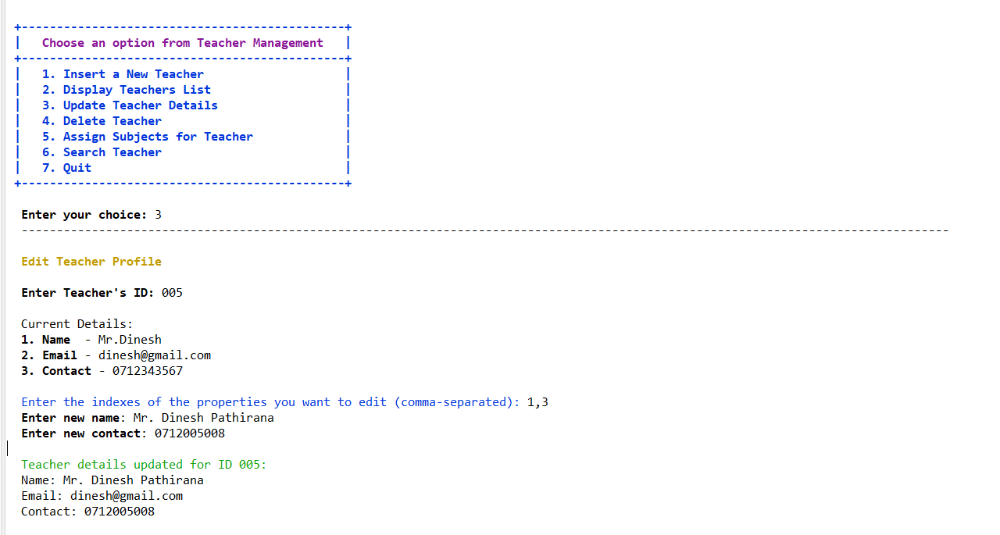 +----------------------------------------------+
|   Choose an option from Teacher Management   |
+----------------------------------------------+
|   1. Insert a New Teacher                    |
|   2. Display Teachers List                   |
|   3. Update Teacher Details                  |
|   4. Delete Teacher                          |
|   5. Assign Subjects for Teacher             |
|   6. Search Teacher                          |
|   7. Quit                                    |
+----------------------------------------------+
Enter your choice: 3
------------------------------------------------------------------------------------------------------------------------------------
Edit Teacher Profile
Enter Teacher's ID: 005
Current Details:
1. Name  - Mr.Dinesh
2. Email - dinesh@gmail.com
3. Contact - 0712343567
Enter the indexes of the properties you want to edit (comma-separated): 1,3
Enter new name: Mr. Dinesh Pathirana
Enter new contact: 0712005008
Teacher details updated for ID 005:
Name: Mr. Dinesh Pathirana
Email: dinesh@gmail.com
Contact: 0712005008